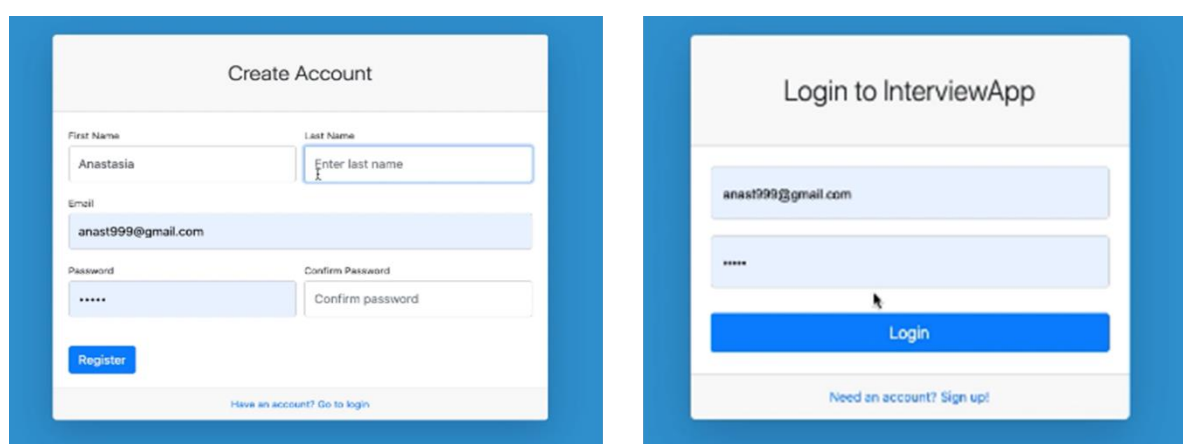 Create Account
First Name Last Name
Anastasia Enter last name
Email
anast999@gmail.com
Password Confirm Password
••••• Confirm password
Register
Have an account? Go to login
Login to InterviewApp
anast999@gmail.com
•••••
Login
Need an account? Sign up!